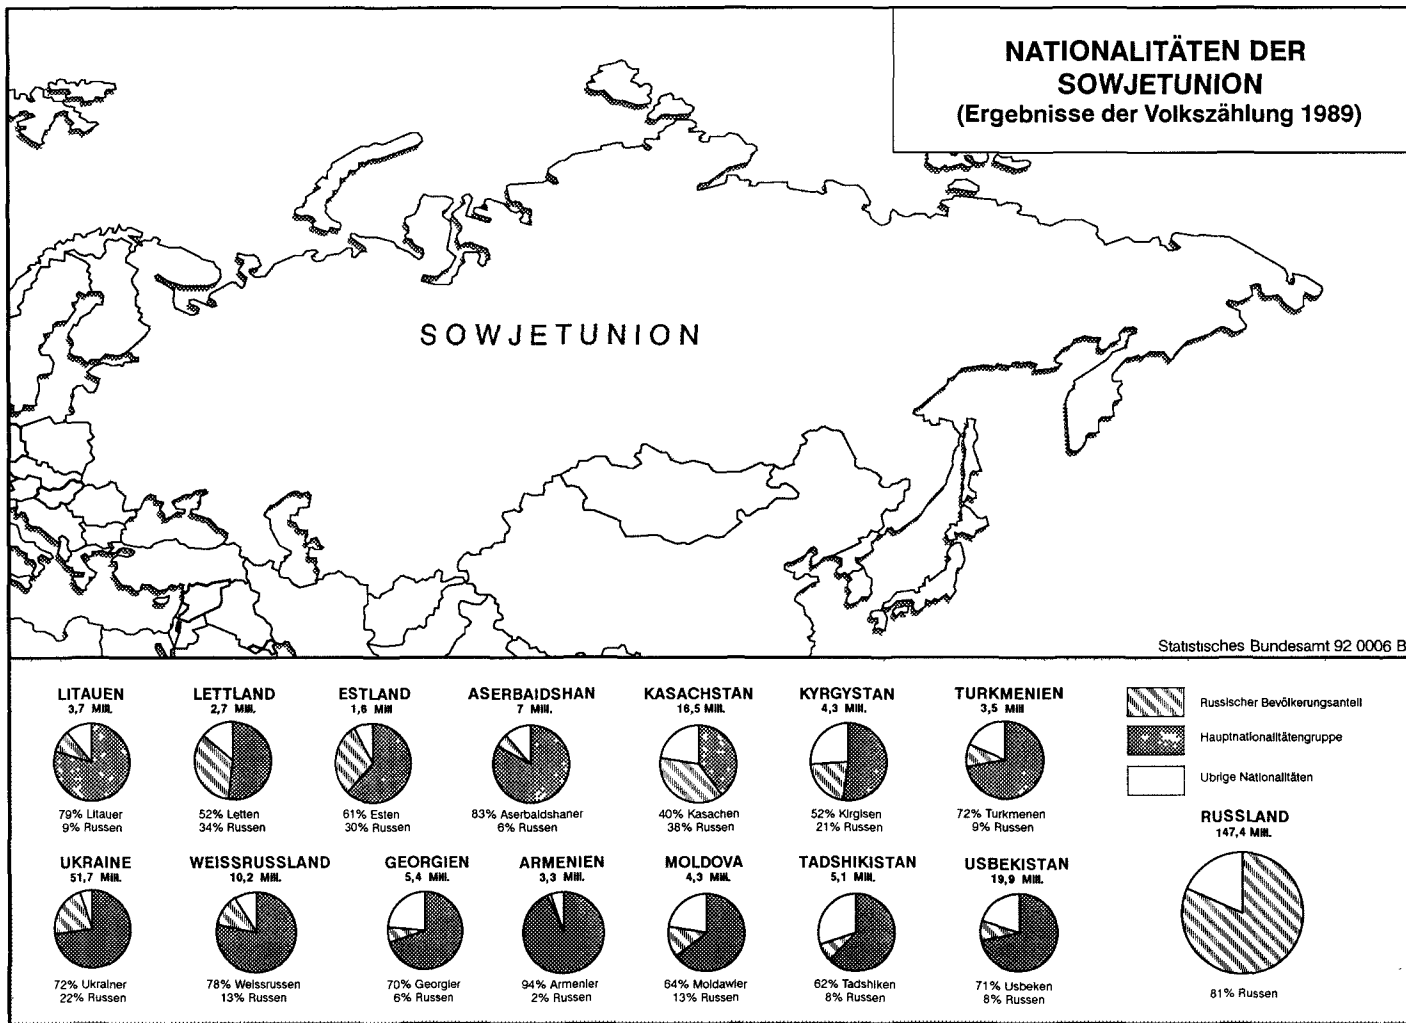 NATIONALITÄTEN DER
SOWJETUNION
(Ergebnisse der Volkszählung 1989)
SOWJETUNION
Statistisches Bundesamt 92 0006 B
LITAUEN
3,7 Mill.
79% Litauer
9% Russen
LETTLAND
2,7 Mill.
52% Letten
34% Russen
ESTLAND
1,6 Mill
61% Esten
30% Russen
ASERBAIDSHAN
7 Mill.
83% Aserbaidshaner
6% Russen
KASACHSTAN
16,5 Mill.
40% Kasachen
38% Russen
KYRGYSTAN
4,3 Mill.
52% Kirgisen
21% Russen
TURKMENIEN
3,5 Mill.
72% Turkmenen
9% Russen
Russischer Bevölkerungsanteil
Hauptnationalitätengruppe
Ubrige Nationalitäten
RUSSLAND
147,4 Mill.
81% Russen
UKRAINE
51,7 Mill.
72% Ukrainer
22% Russen
WEISSRUSSLAND
10,2 Mill.
78% Weissrussen
13% Russen
GEORGIEN
5,4 Mill.
70% Georgier
6% Russen
ARMENIEN
3,3 Mill.
94% Armenier
2% Russen
MOLDOVA
4,3 Mill.
64% Moldawier
13% Russen
TADSHIKISTAN
5,1 Mill.
62% Tadshiken
8% Russen
USBEKISTAN
19,9 Mill.
71% Usbeken
8% Russen